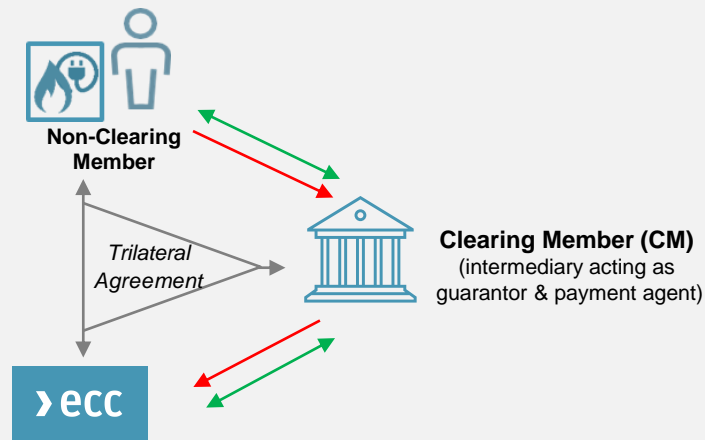 Non-Clearing
Member
Trilateral
Agreement
Clearing Member (CM)
(intermediary acting as
guarantor & payment agent)
ecc